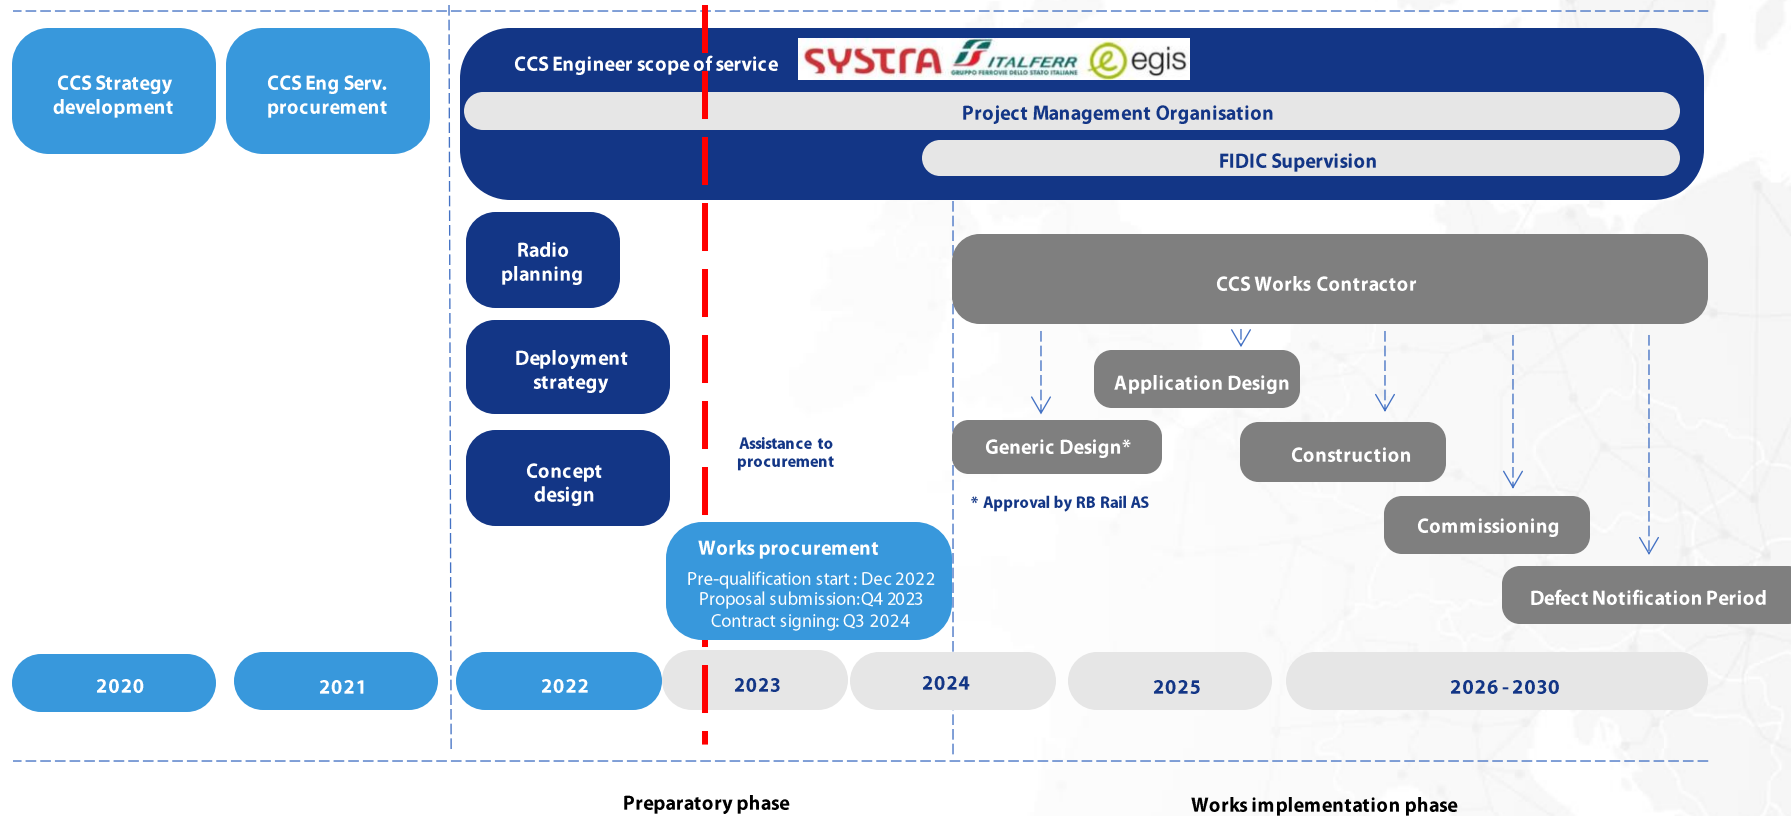 CCS Strategy
development
CCS Eng Serv.
procurement
CCS Engineer scope of service
SYSTRA
ITALFERR
GRUPPO FERROVIE DELLO STATO ITALIANE
e egis
Project Management Organisation
FIDIC Supervision
Radio
planning
Deployment
strategy
Concept
design
Assistance to
procurement
Works procurement
Pre-qualification start : Dec 2022
Proposal submission:Q4 2023
Contract signing: Q3 2024
CCS Works Contractor
Application Design
Generic Design*
* Approval by RB Rail AS
Construction
Commissioning
Defect Notification Period
2020
2021
2022
2023
2024
2025
2026 - 2030
Preparatory phase
Works implementation phase